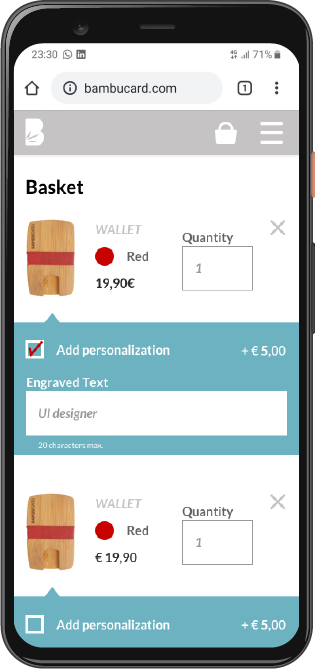 23:30 71%
bambucard.com 1
B
Basket
WALLET
Quantity
Red
1
19,90€
Add personalization + € 5,00
Engraved Text
UI designer
20 characters max.
WALLET
Quantity
Red
1
€ 19,90
Add personalization + € 5,00